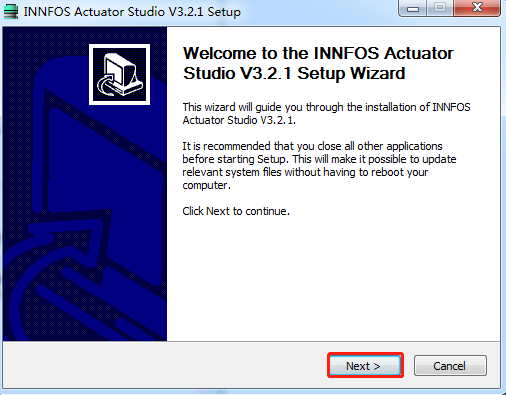 INNFOS Actuator Studio V3.2.1 Setup
Welcome to the INNFOS Actuator
Studio V3.2.1 Setup Wizard
This wizard will guide you through the installation of INNFOS
Actuator Studio V3.2.1.
It is recommended that you close all other applications
before starting Setup. This will make it possible to update
relevant system files without having to reboot your
computer.
Click Next to continue.
Next >
Cancel